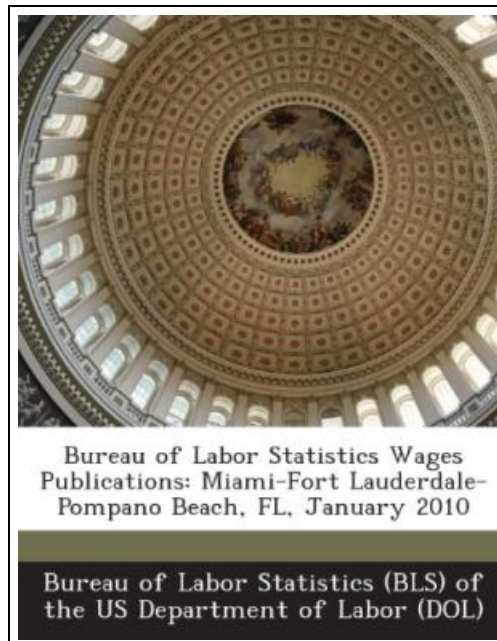 Bureau of Labor Statistics Wages
Publications: Miami-Fort Lauderdale-
Pompano Beach, FL, January 2010
Bureau of Labor Statistics (BLS) of
the US Department of Labor (DOL)